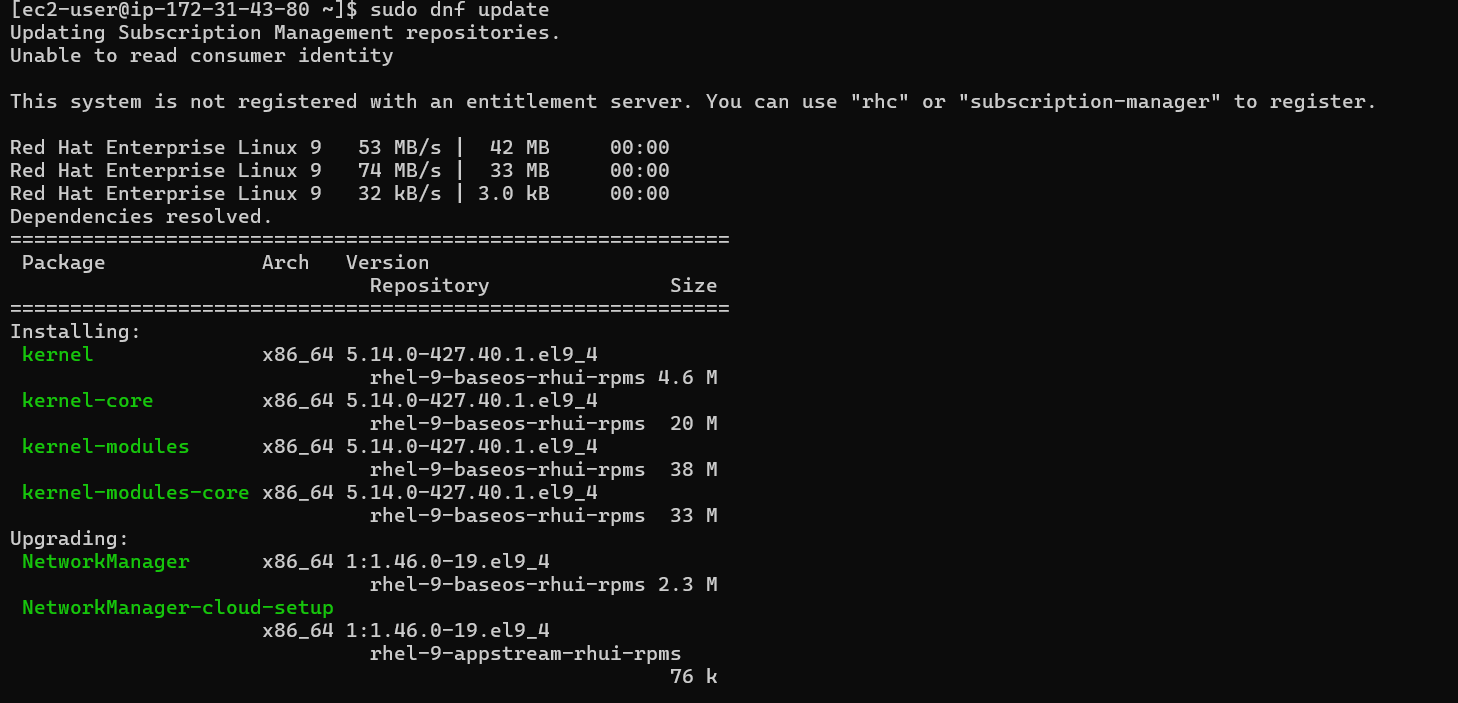 [ec2-user@ip-172-31-43-80 ~]$ sudo dnf update
Updating Subscription Management repositories.
Unable to read consumer identity

This system is not registered with an entitlement server. You can use "rhc" or "subscription-manager" to register.

Red Hat Enterprise Linux 9   53 MB/s |  42 MB     00:00
Red Hat Enterprise Linux 9   74 MB/s |  33 MB     00:00
Red Hat Enterprise Linux 9   32 kB/s | 3.0 kB     00:00
Dependencies resolved.
============================================================
 Package             Arch   Version
                              Repository               Size
============================================================
Installing:
 kernel              x86_64 5.14.0-427.40.1.el9_4
                              rhel-9-baseos-rhui-rpms 4.6 M
 kernel-core         x86_64 5.14.0-427.40.1.el9_4
                              rhel-9-baseos-rhui-rpms  20 M
 kernel-modules      x86_64 5.14.0-427.40.1.el9_4
                              rhel-9-baseos-rhui-rpms  38 M
 kernel-modules-core x86_64 5.14.0-427.40.1.el9_4
                              rhel-9-baseos-rhui-rpms  33 M
Upgrading:
 NetworkManager      x86_64 1:1.46.0-19.el9_4
                              rhel-9-baseos-rhui-rpms 2.3 M
 NetworkManager-cloud-setup
                     x86_64 1:1.46.0-19.el9_4
                              rhel-9-appstream-rhui-rpms
                                                       76 k